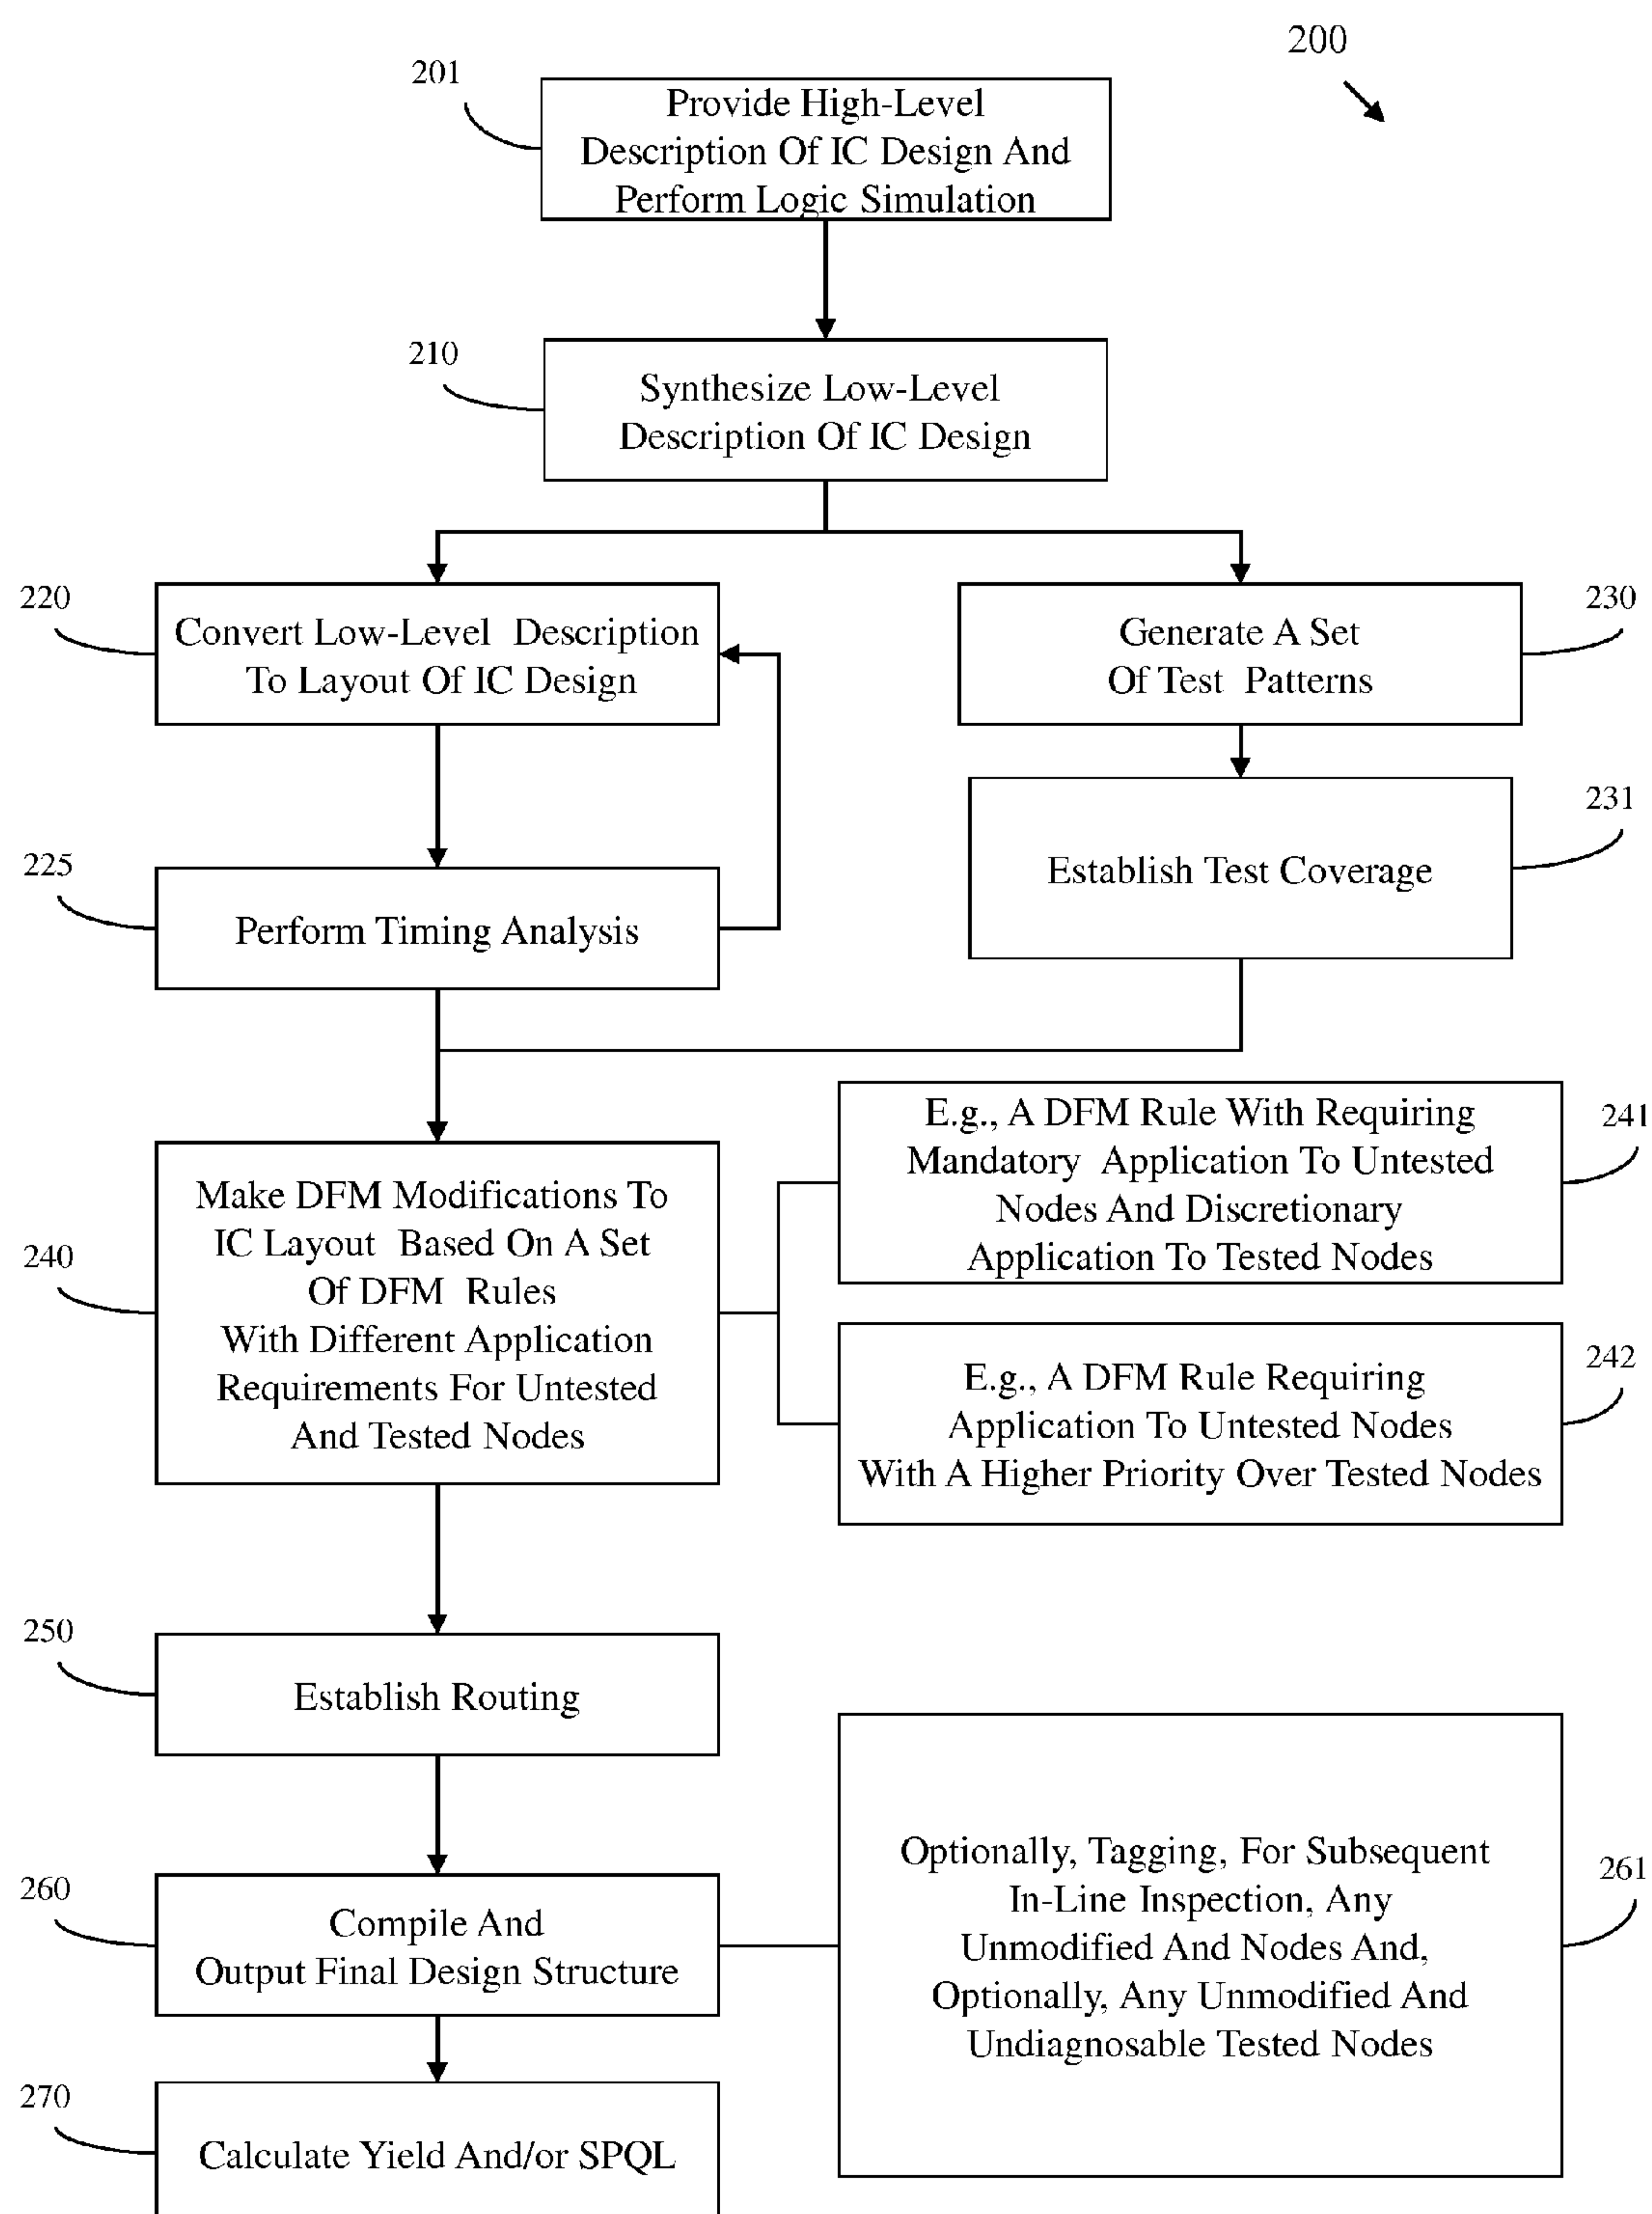 200
201
Provide High-Level
Description Of IC Design And
Perform Logic Simulation
210
Synthesize Low-Level
Description Of IC Design
220
Convert Low-Level Description
To Layout Of IC Design
230
Generate A Set
Of Test Patterns
225
Perform Timing Analysis
231
Establish Test Coverage
240
Make DFM Modifications To
IC Layout Based On A Set
Of DFM Rules
With Different Application
Requirements For Untested
And Tested Nodes
241
E.g., A DFM Rule With Requiring
Mandatory Application To Untested
Nodes And Discretionary
Application To Tested Nodes
242
E.g., A DFM Rule Requiring
Application To Untested Nodes
With A Higher Priority Over Tested Nodes
250
Establish Routing
260
Compile And
Output Final Design Structure
261
Optionally, Tagging, For Subsequent
In-Line Inspection, Any
Unmodified And Nodes And,
Optionally, Any Unmodified And
Undiagnosable Tested Nodes
270
Calculate Yield And/or SPQL